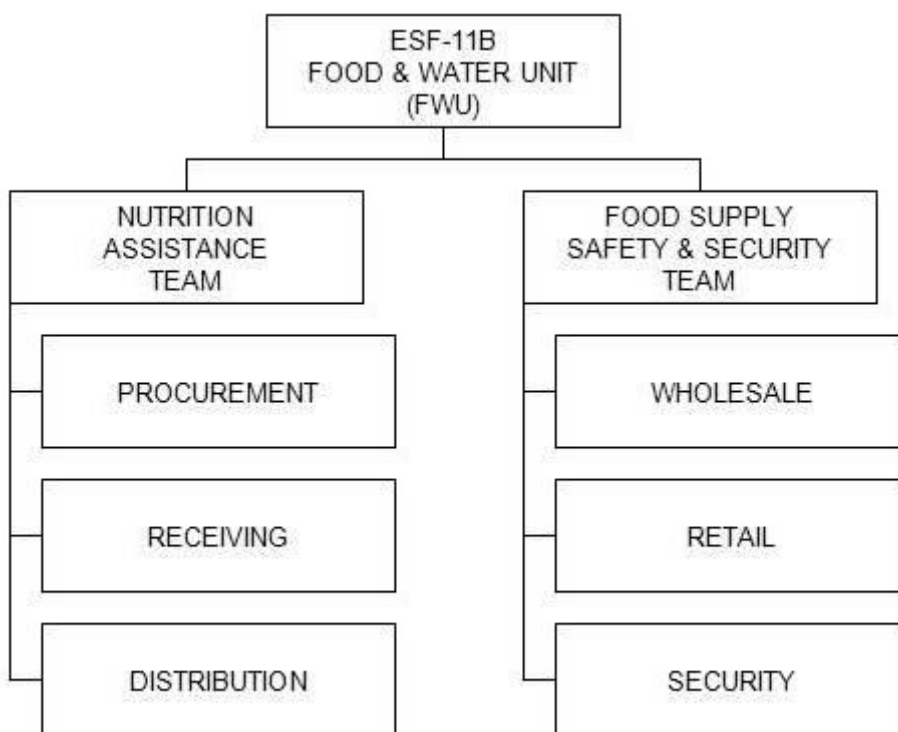 ESF-11B
FOOD & WATER UNIT
(FWU)
NUTRITION
ASSISTANCE
TEAM
PROCUREMENT
RECEIVING
DISTRIBUTION
FOOD SUPPLY
SAFETY & SECURITY
TEAM
WHOLESALE
RETAIL
SECURITY